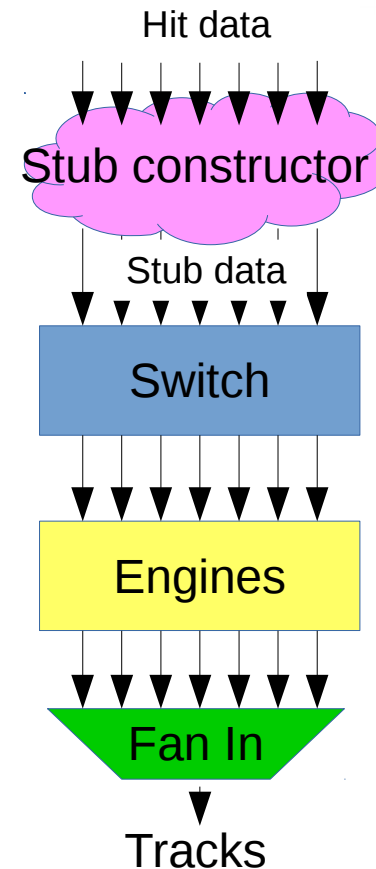 Hit data
Stub constructor
Stub data
Switch
Engines
Fan In
Tracks